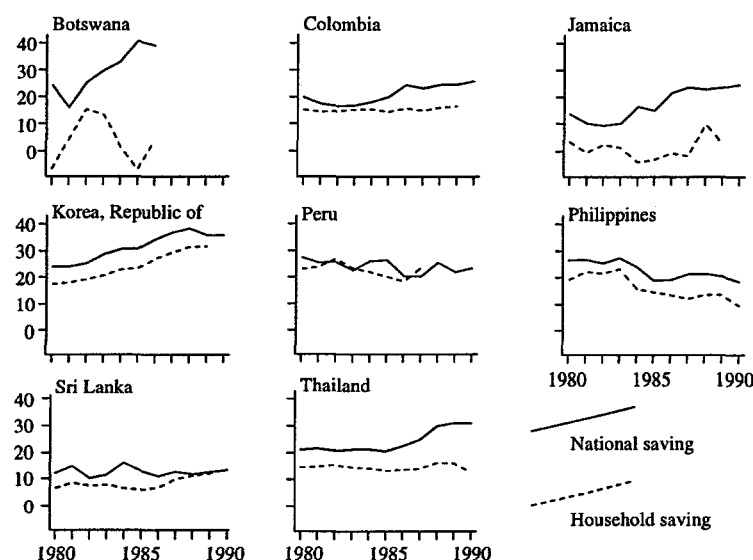 Botswana
40
30
20
10
0
Colombia
Jamaica
Korea, Republic of
40
30
20
10
0
Peru
Philippines
1980 1985 1990
Sri Lanka
40
30
20
10
0
1980 1985 1990
Thailand
1980 1985 1990
National saving
Household saving